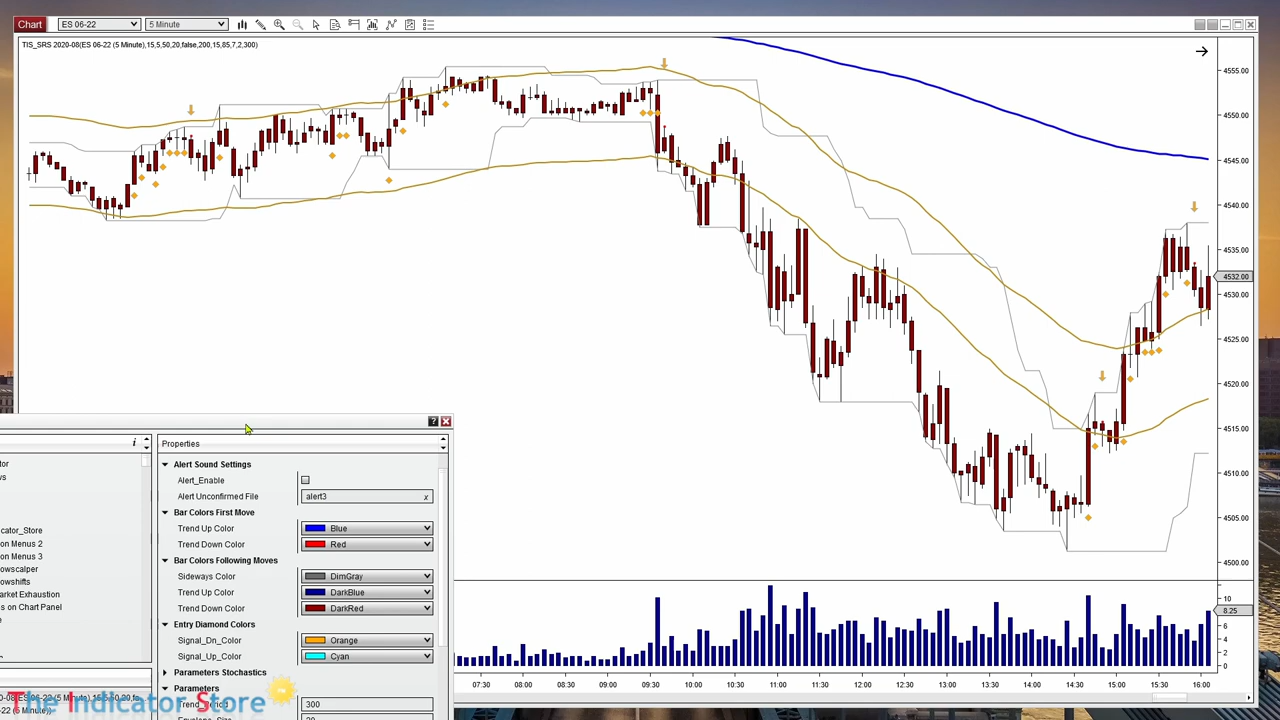 Chart ES 06-22 5 Minute
TIS_SRS 2020-08(ES 06-22 (5 Minute),15,5,50,20,false,200,15,85,7,2,300)
4555.00
4550.00
4545.00
4540.00
4535.00
4532.00
4530.00
4525.00
4520.00
4515.00
4510.00
4505.00
4500.00
10
8.25
6
4
2
0
07:30 08:00 08:30 09:00 09:30 10:00 10:30 11:00 11:30 12:00 12:30 13:00 13:30 14:00 14:30 15:00 15:30 16:00
?
i
Properties
Alert Sound Settings
Alert_Enable
Alert Unconfirmed File alert3 x
Bar Colors First Move
Trend Up Color Blue
Trend Down Color Red
Bar Colors Following Moves
Sideways Color DimGray
Trend Up Color DarkBlue
Trend Down Color DarkRed
Entry Diamond Colors
Signal_Dn_Color Orange
Signal_Up_Color Cyan
Parameters Stochastics
Parameters
300
tor
ws
icator_Store
on Menus 2
on Menus 3
owscalper
owshifts
arket Exhaustion
s on Chart Panel
The Indicator Store